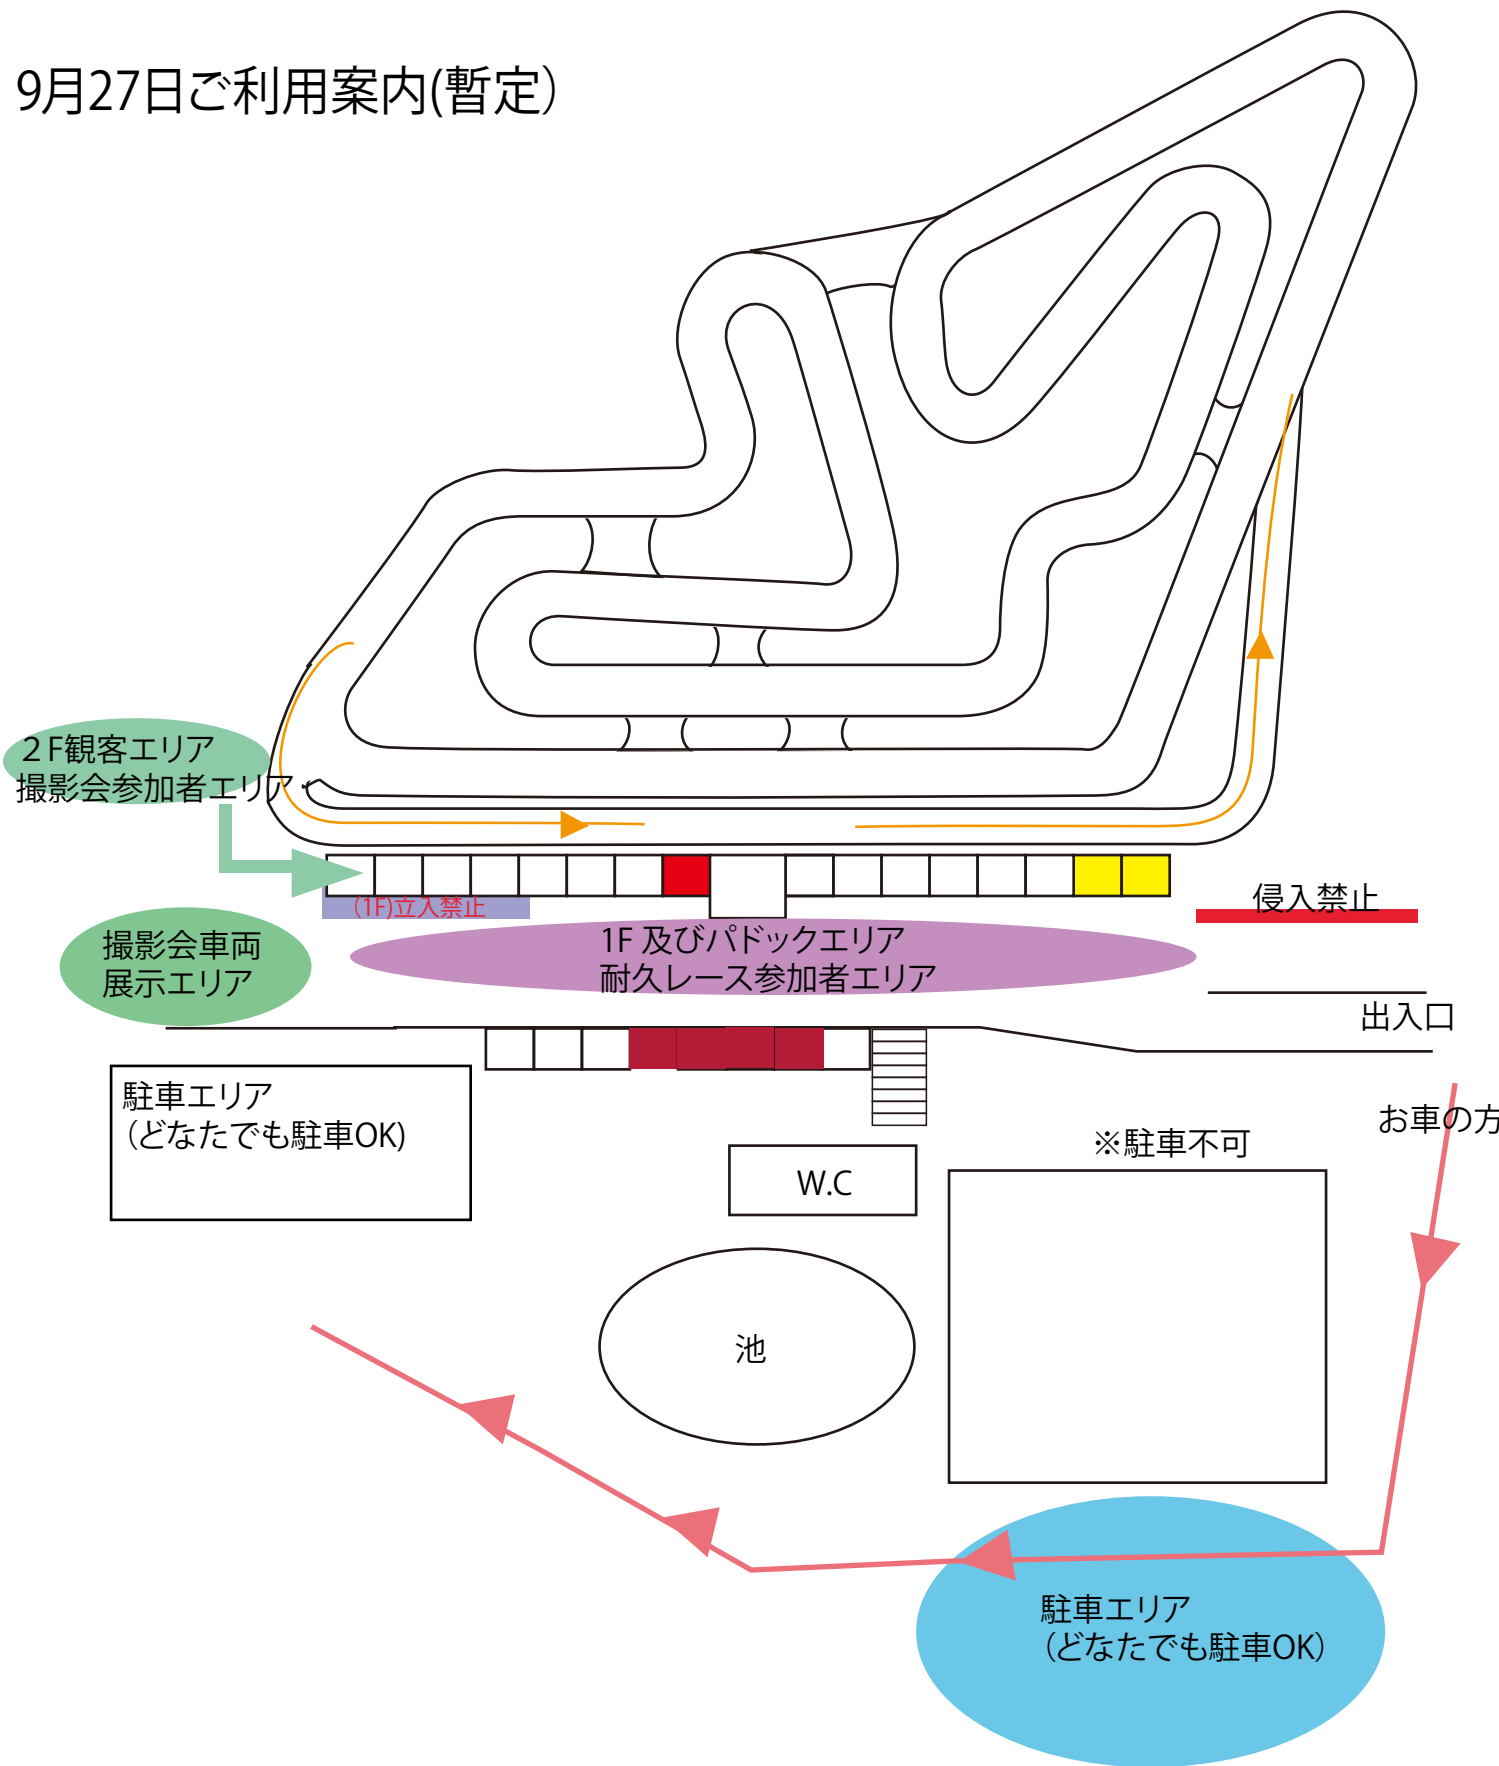 9月27日ご利用案内(暫定）
２F観客エリア
撮影会参加者エリア
（1F)立入禁止
侵入禁止
撮影会車両
展示エリア
1F 及びパドックエリア
耐久レース参加者エリア
出入口
駐車エリア
（どなたでも駐車OK)
お車の方
※駐車不可
W.C
池
駐車エリア
（どなたでも駐車OK）